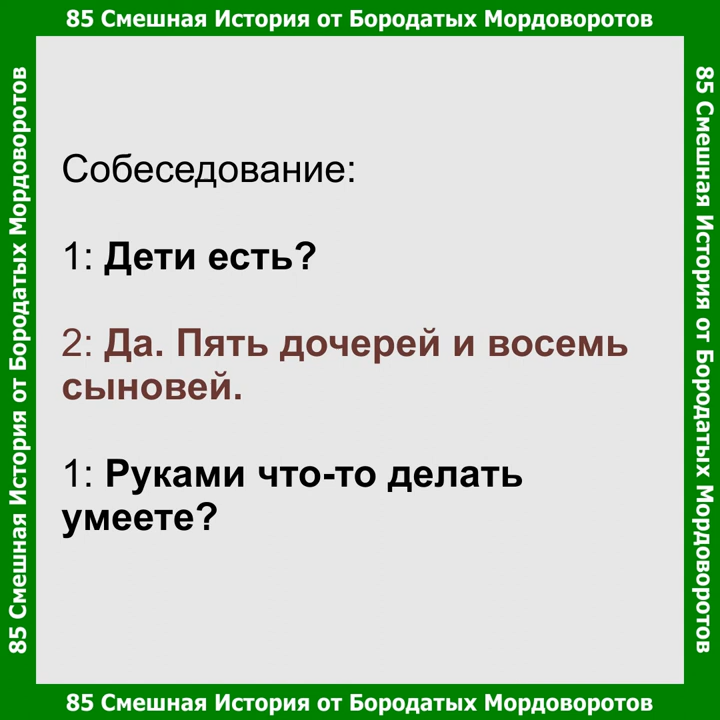 85 Смешная История от Бородатых Мордоворотов
85 Смешная История от Бородатых Мордоворотов
85 Смешная История от Бородатых Мордоворотов
Собеседование:
1: Дети есть?
2: Да. Пять дочерей и восемь
сыновей.
1: Руками что-то делать
умеете?
85 Смешная История от Бородатых Мордоворотов